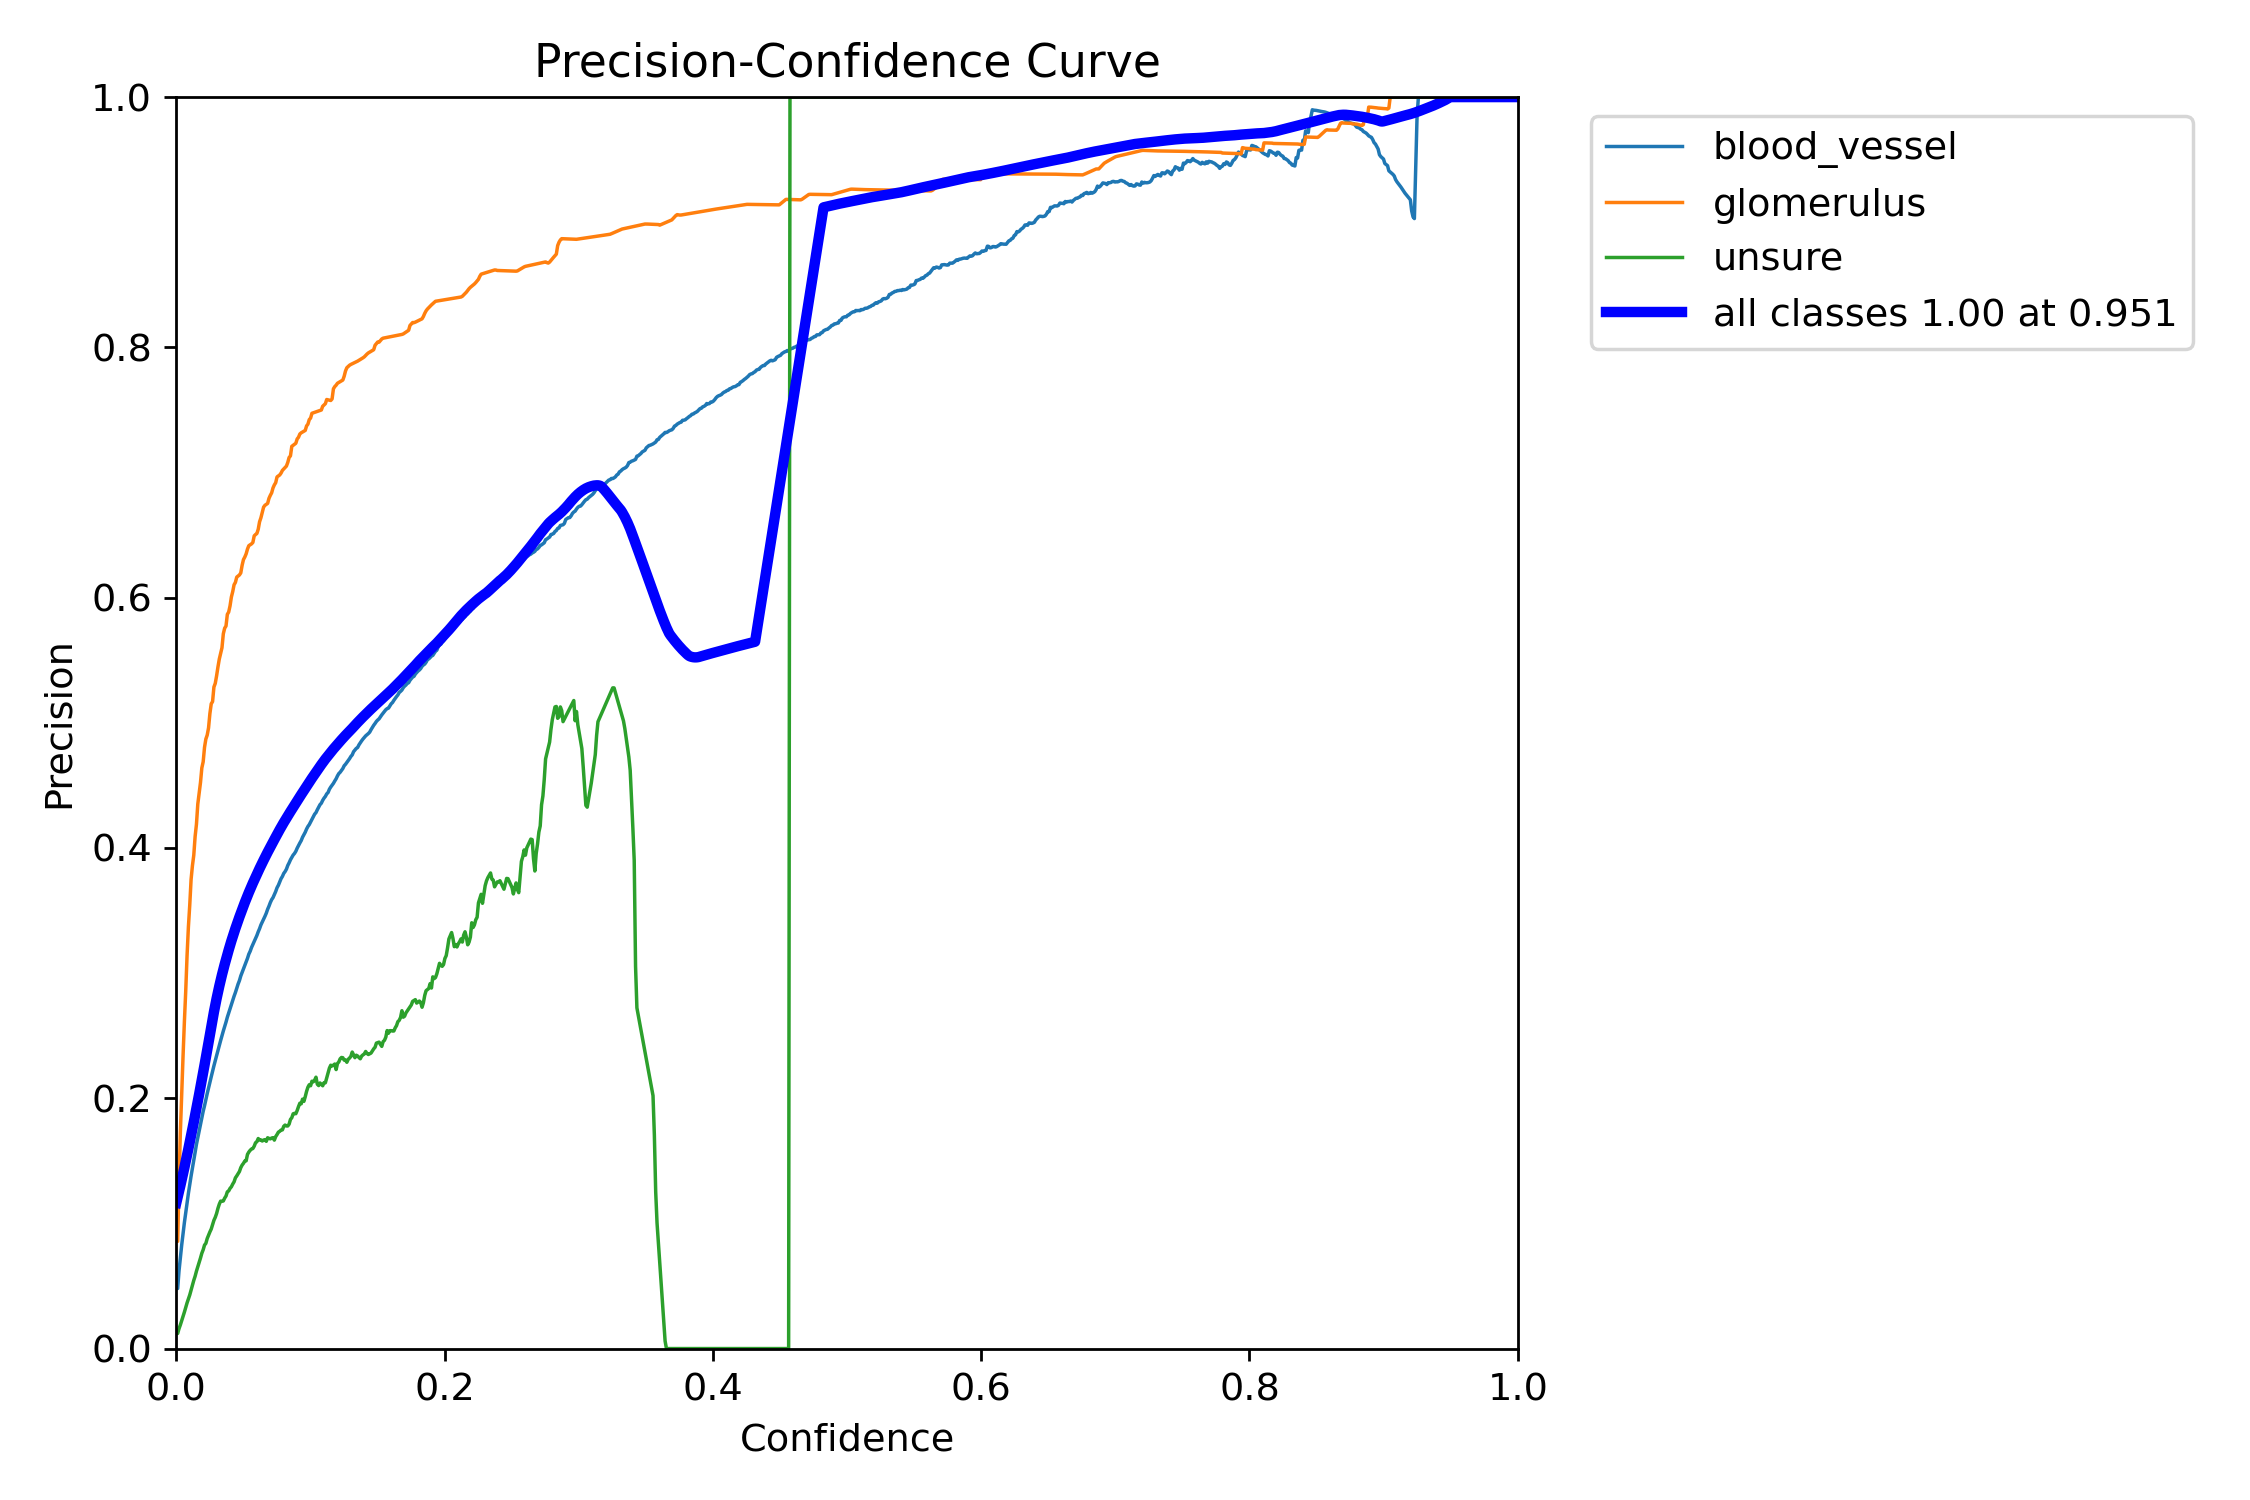 Precision-Confidence Curve
1.0
0.8
0.6
0.4
0.2
0.0
Precision
0.0 0.2 0.4 0.6 0.8 1.0
Confidence
blood_vessel
glomerulus
unsure
all classes 1.00 at 0.951